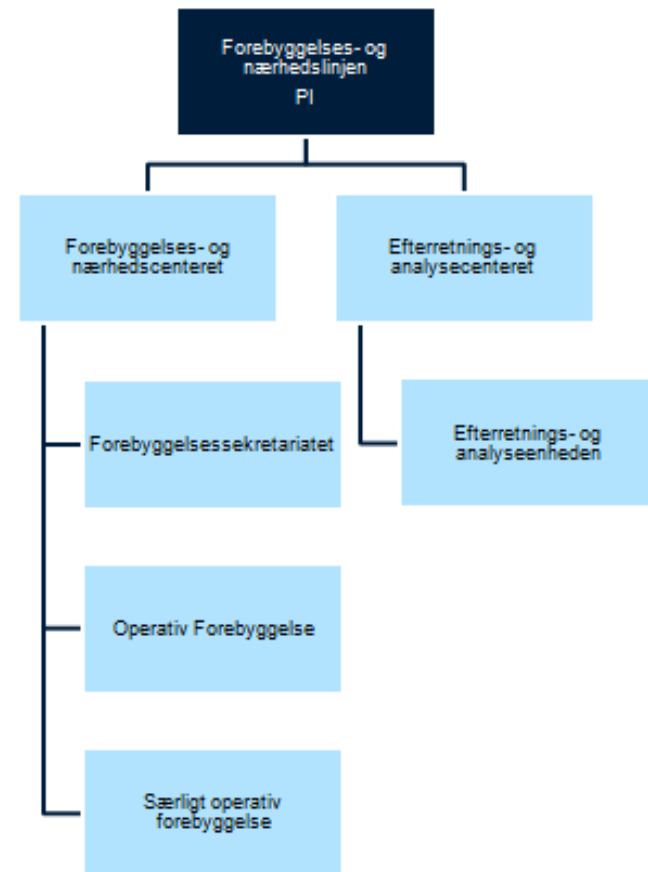 Forebyggelses- og
nærhedslinjen
PI
Forebyggelses- og
nærhedscenteret
Efterretnings- og
analysecenteret
Forebyggelsessekretariatet
Efterretnings- og
analyseenheden
Operativ Forebyggelse
Særligt operativ
forebyggelse